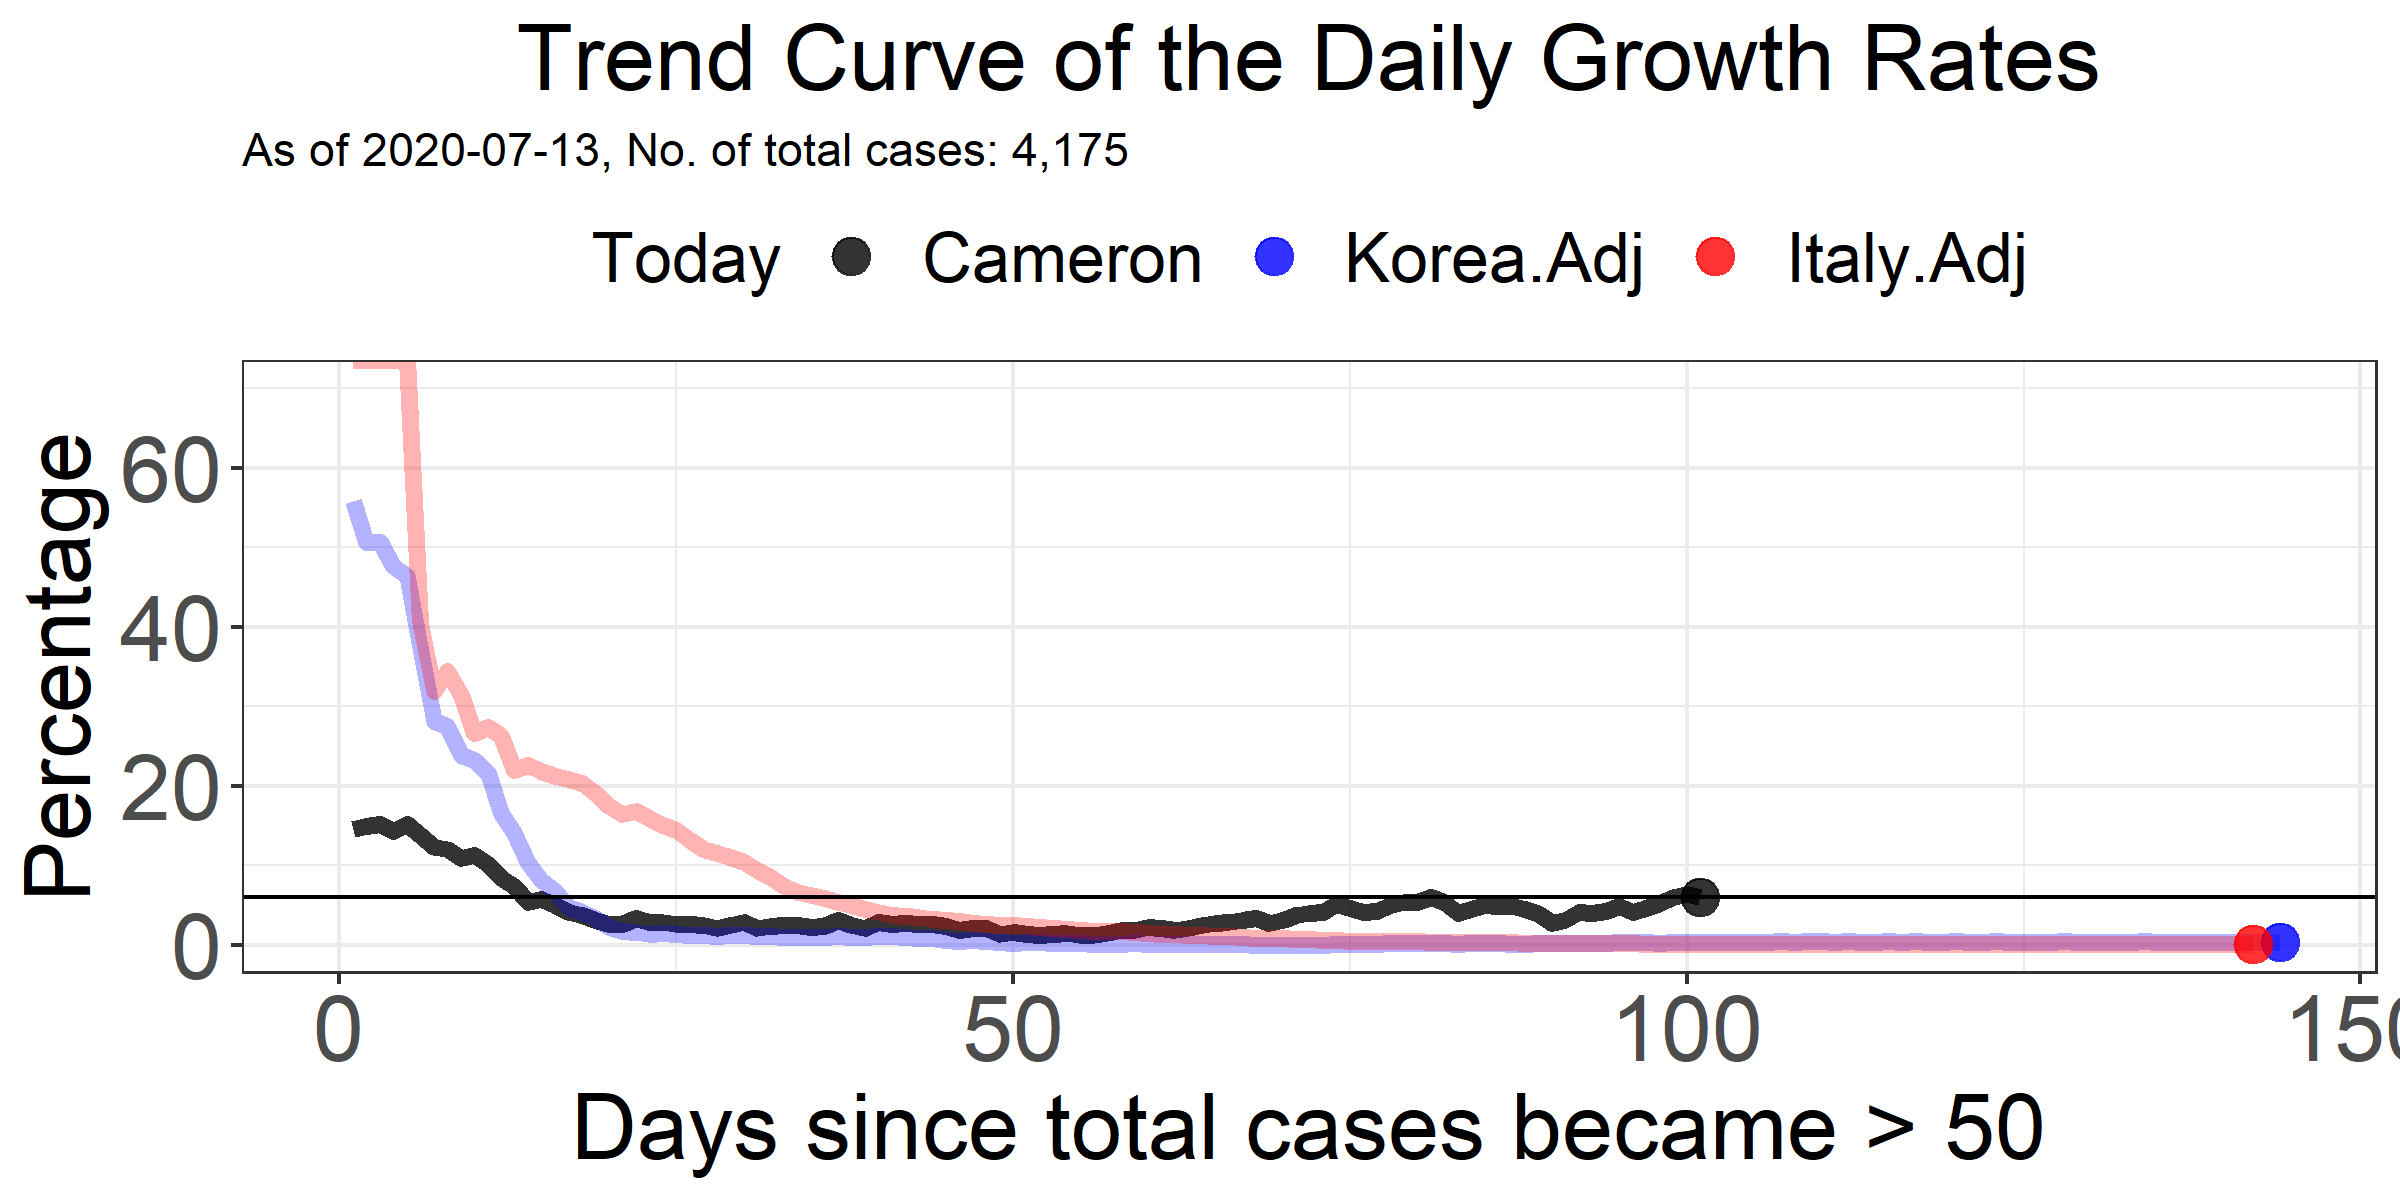 Trend Curve of the Daily Growth Rates
As of 2020-07-13, No. of total cases: 4,175
Today Cameron Korea.Adj Italy.Adj
Percentage
60
40
20
0
0 50 100 150
Days since total cases became > 50